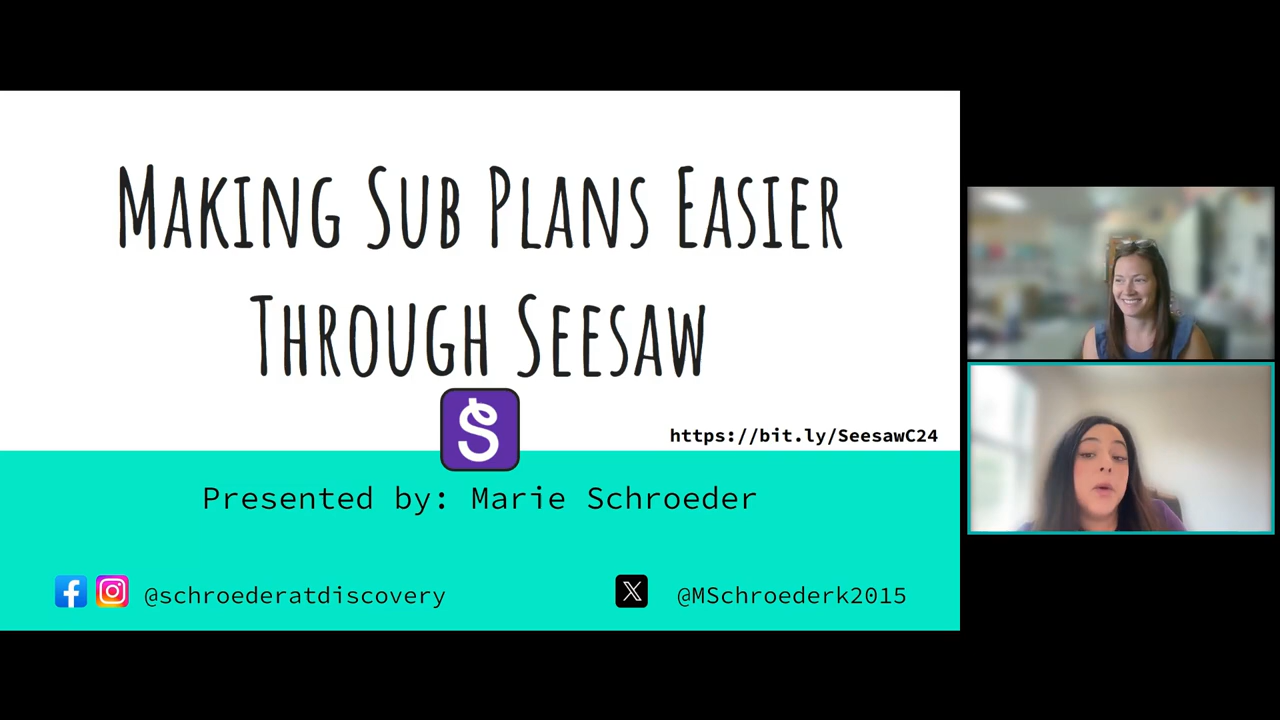 Making Sub Plans Easier
Through Seesaw
https://bit.ly/SeesawC24
Presented by: Marie Schroeder
@schroederatdiscovery
@MSchroederk2015